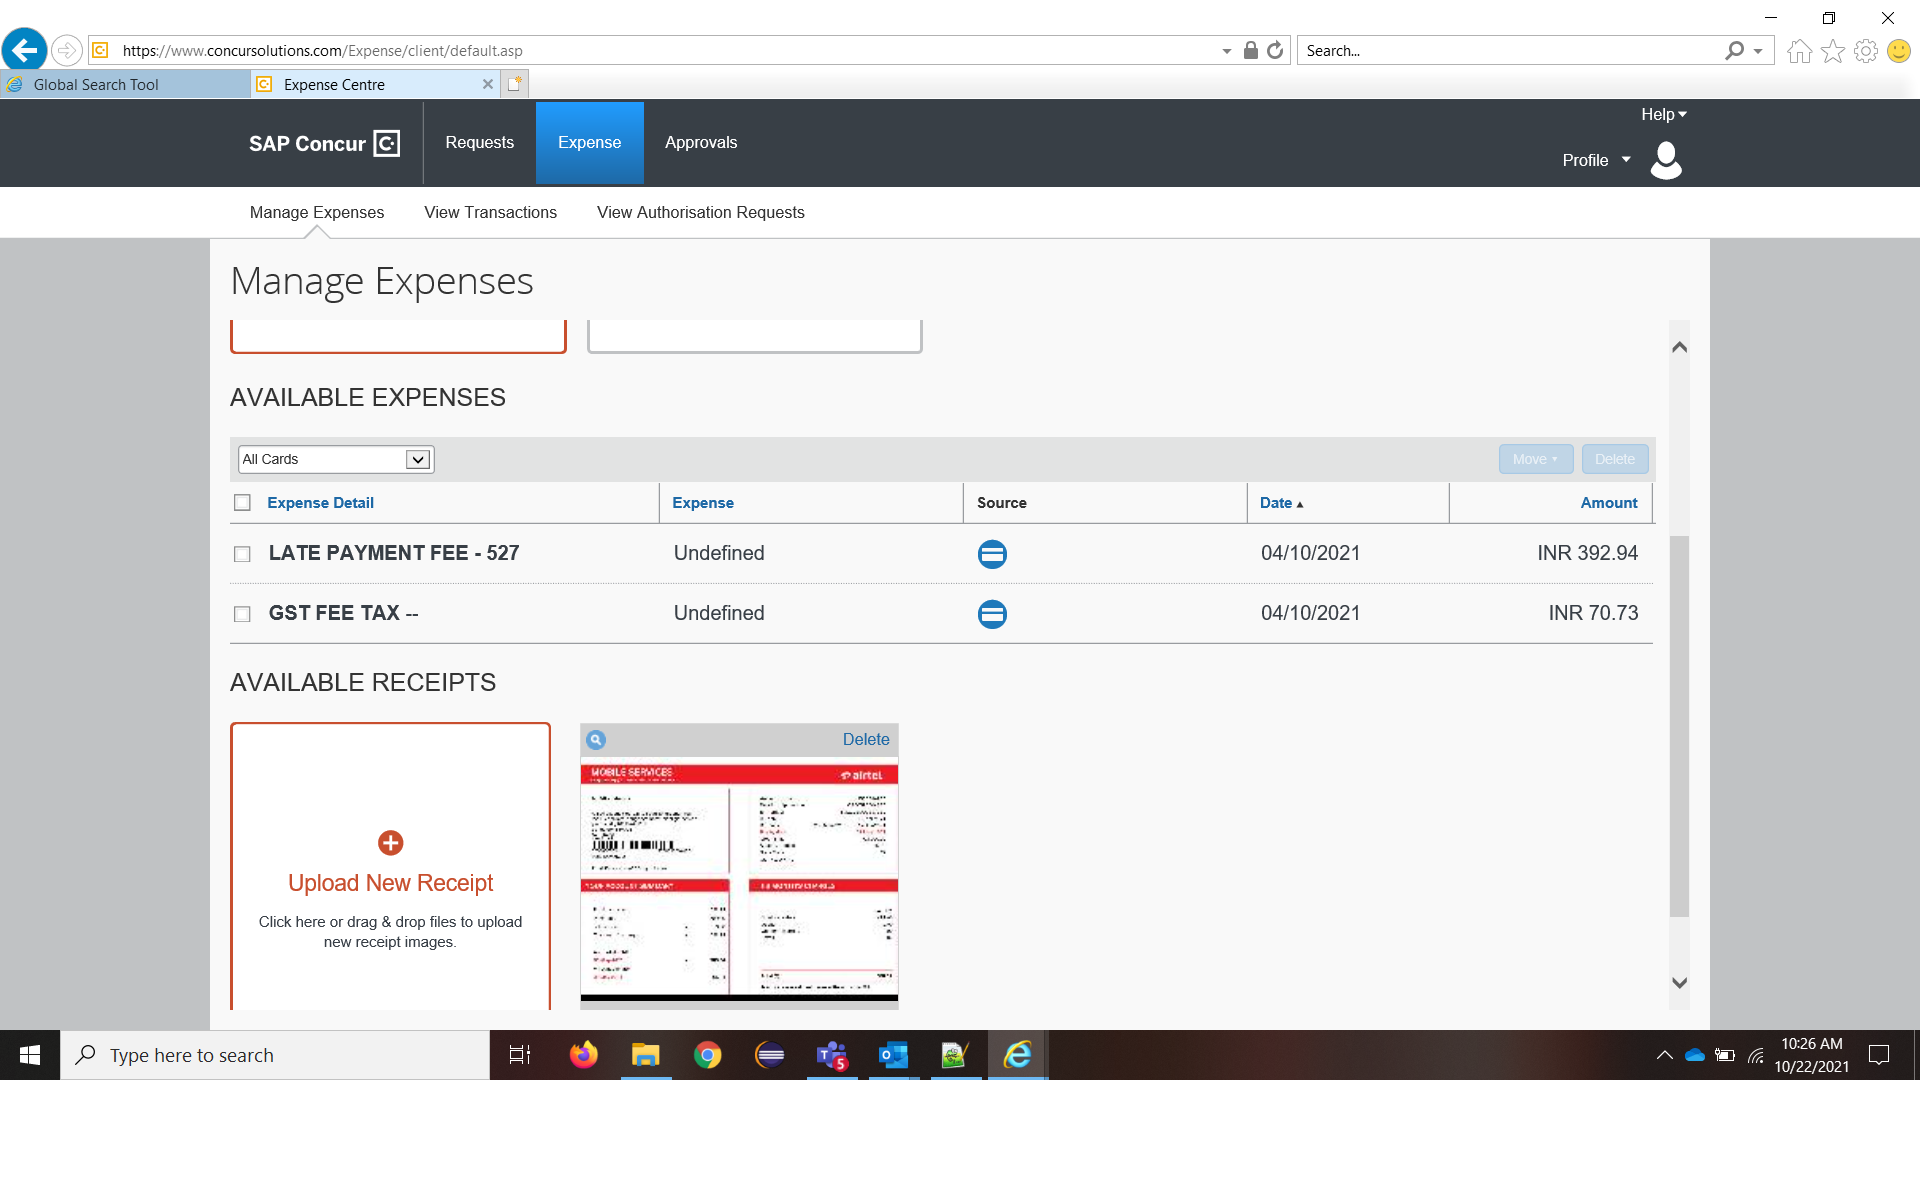 https://www.concursolutions.com/Expense/client/default.asp
Search...
Global Search Tool
Expense Centre
Help
SAP Concur
Requests
Expense
Approvals
Profile
Manage Expenses
View Transactions
View Authorisation Requests
Manage Expenses
AVAILABLE EXPENSES
All Cards
Move
Delete
Expense Detail
Expense
Source
Date
Amount
LATE PAYMENT FEE - 527
Undefined
04/10/2021
INR 392.94
GST FEE TAX --
Undefined
04/10/2021
INR 70.73
AVAILABLE RECEIPTS
Delete
MOBILE SERVICES
airtel
Upload New Receipt
Click here or drag & drop files to upload
new receipt images.
Type here to search
5
10:26 AM
10/22/2021